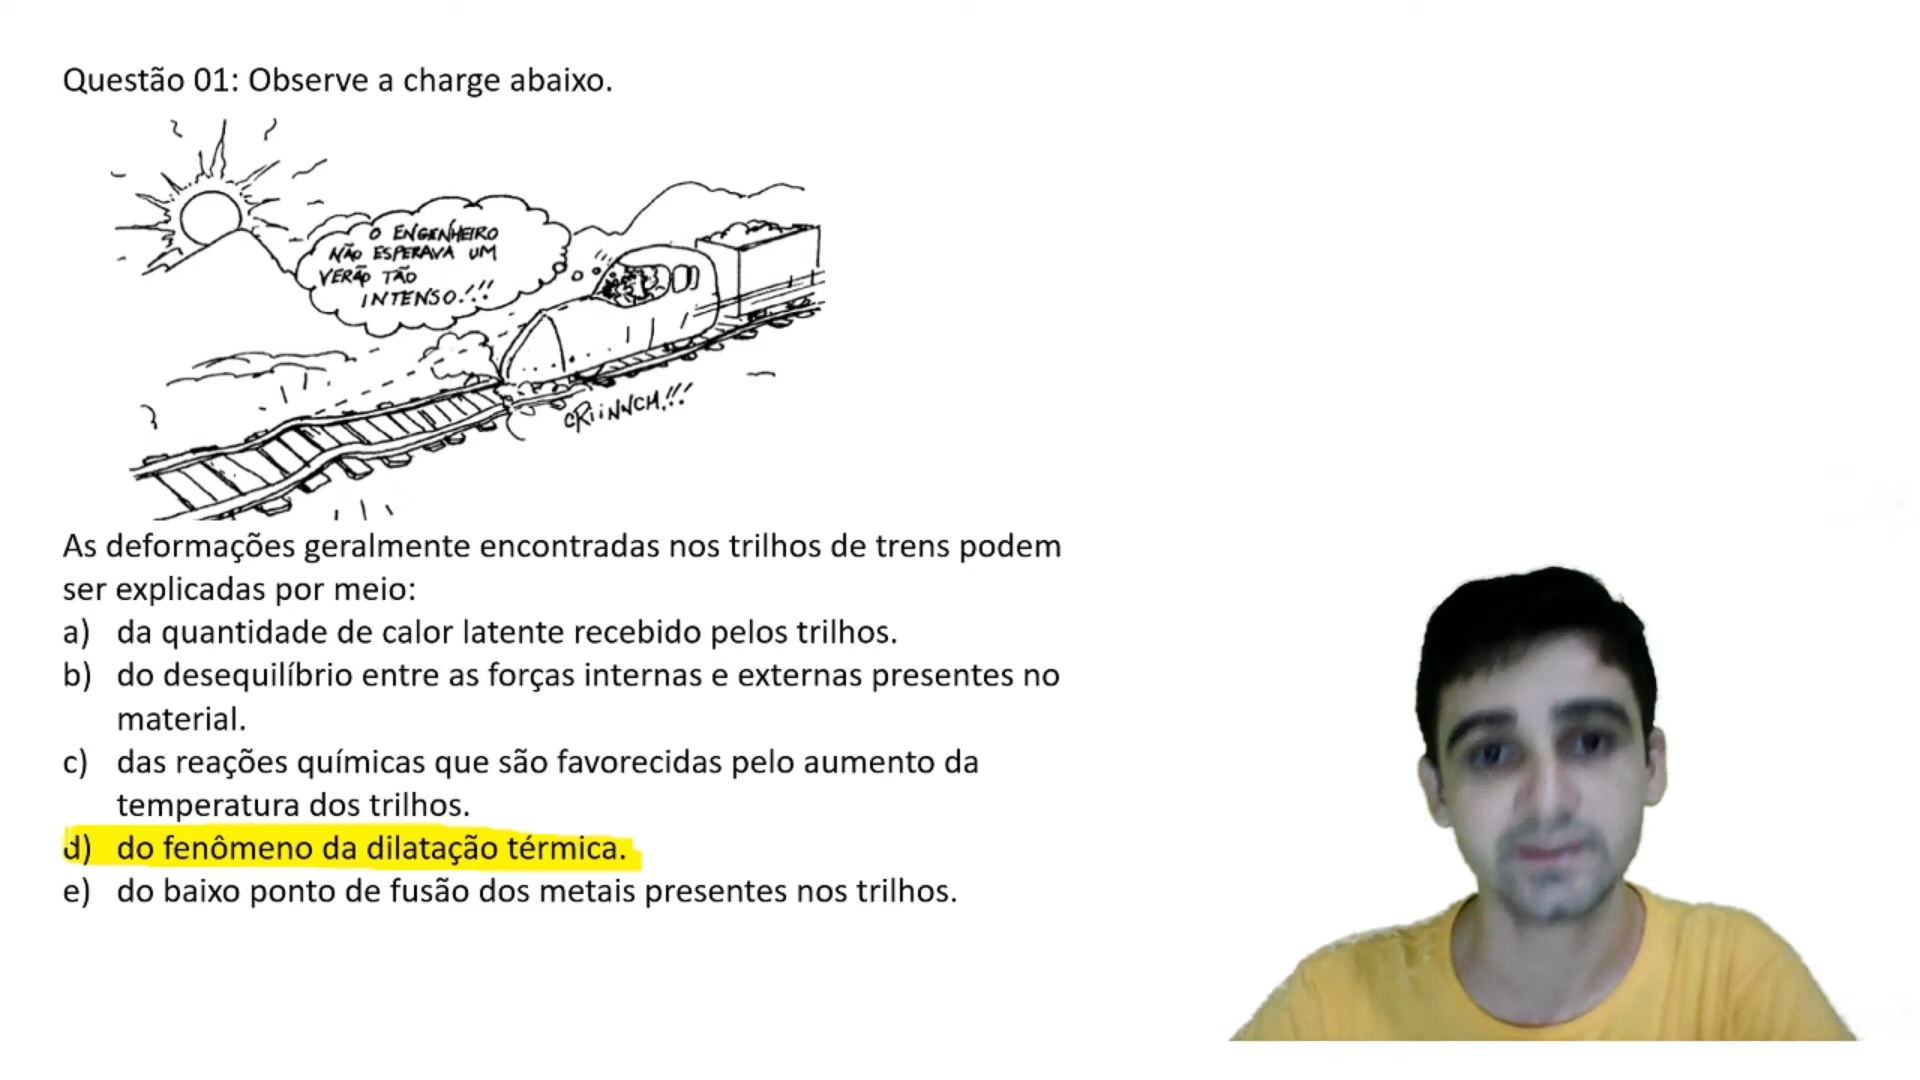 Questão 01: Observe a charge abaixo.
O ENGENHEIRO
NÃO ESPERAVA UM
VERÃO TÃO
INTENSO!!!
CRIINNCH!!!
As deformações geralmente encontradas nos trilhos de trens podem
ser explicadas por meio:
a) da quantidade de calor latente recebido pelos trilhos.
b) do desequilíbrio entre as forças internas e externas presentes no
material.
c) das reações químicas que são favorecidas pelo aumento da
temperatura dos trilhos.
d) do fenômeno da dilatação térmica.
e) do baixo ponto de fusão dos metais presentes nos trilhos.